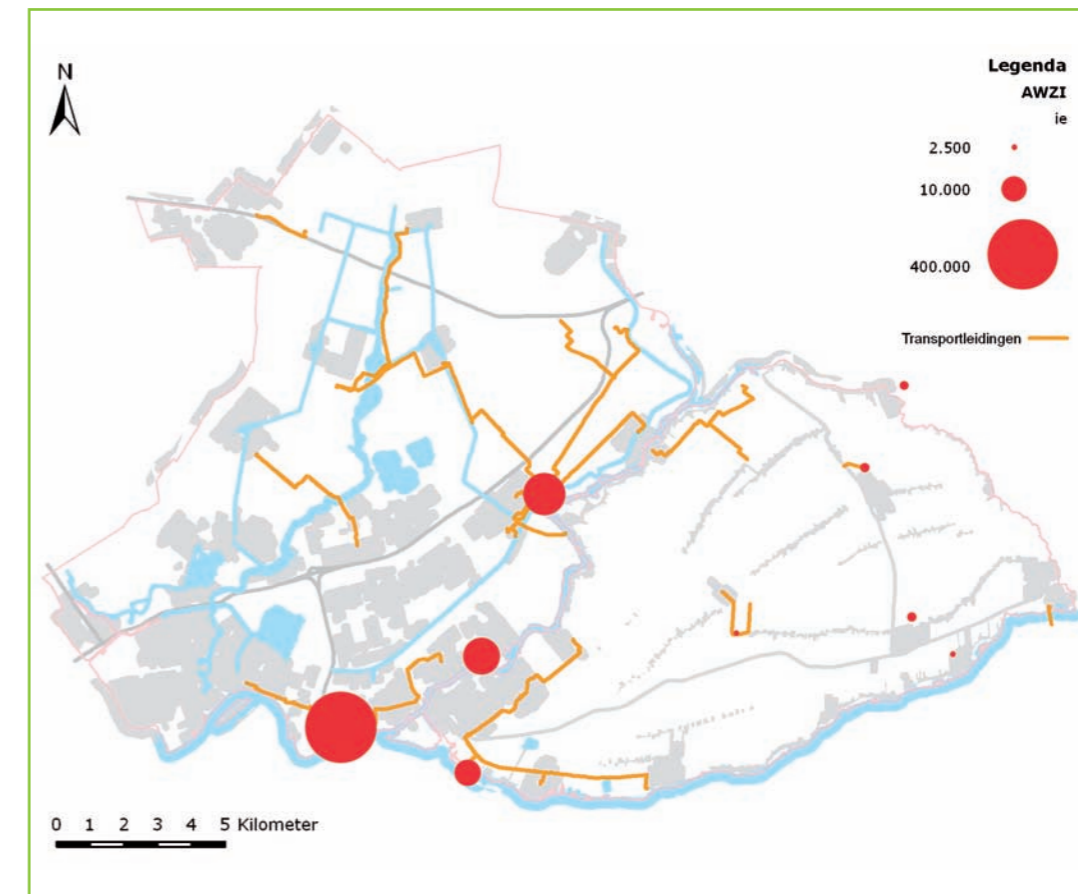 N
Legenda
AWZI
ie
2.500
10.000
400.000
Transportleidingen
0 1 2 3 4 5 Kilometer